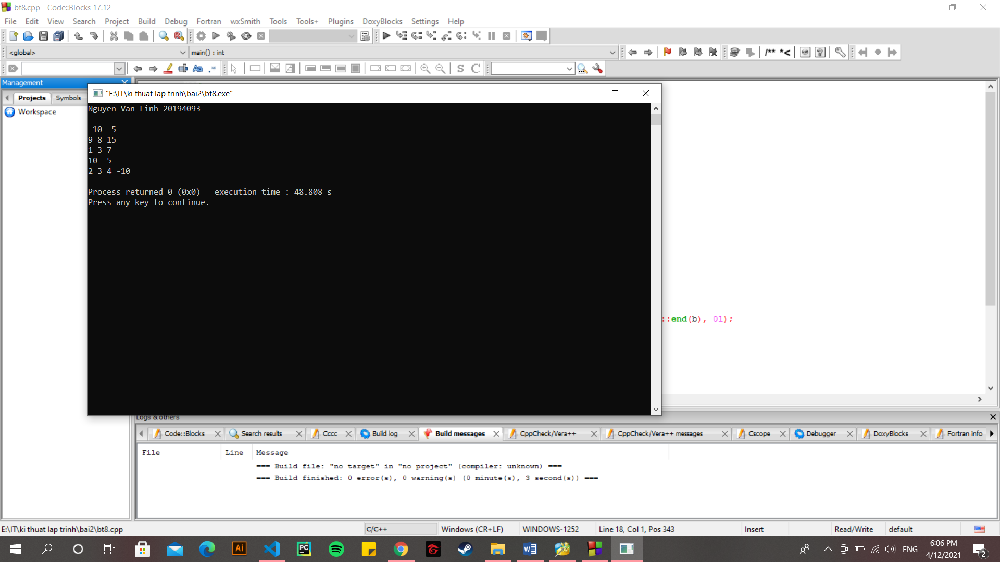 bt8.cpp - Code::Blocks 17.12
File Edit View Search Project Build Debug Fortran wxSmith Tools Tools+ Plugins DoxyBlocks Settings Help
<global> main() : int
/** *<
S C
Management
Projects Symbols
Workspace
"E:\IT\ki thuat lap trinh\bai2\bt8.exe"
Nguyen Van Linh 20194093
-10 -5
9 8 15
1 3 7
10 -5
2 3 4 -10
Process returned 0 (0x0)   execution time : 48.808 s
Press any key to continue.
::end(b), 0l);
Logs & others
Code::Blocks Search results Cccc Build log Build messages CppCheck/Vera++ CppCheck/Vera++ messages Cscope Debugger DoxyBlocks Fortran info
File Line Message
=== Build file: "no target" in "no project" (compiler: unknown) ===
=== Build finished: 0 error(s), 0 warning(s) (0 minute(s), 3 second(s)) ===
E:\IT\ki thuat lap trinh\bai2\bt8.cpp C/C++ Windows (CR+LF) WINDOWS-1252 Line 18, Col 1, Pos 343 Insert Read/Write default
Ai PC ENG 6:06 PM
4/12/2021 2